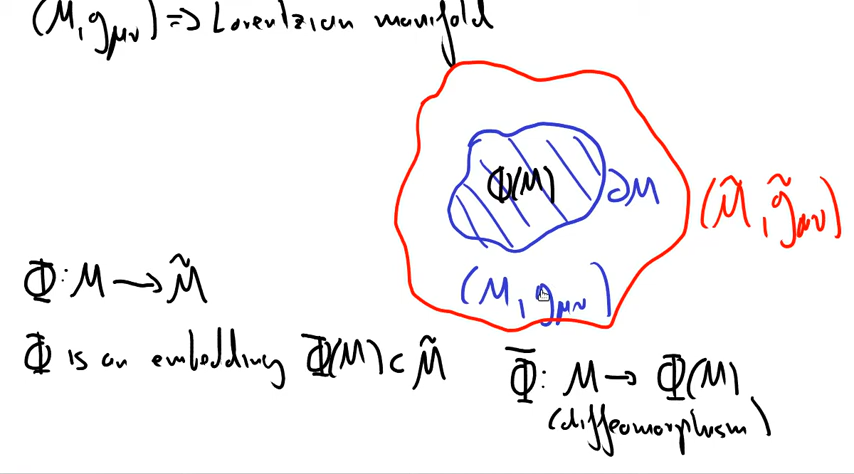 (M, g_μν) => Lorentzian manifold
Φ(M)
∂M
(M̃, g̃_μν)
(M, g_μν)
Φ: M → M̃
Φ is an embedding Φ(M) ⊂ M̃
Φ̄: M → Φ(M)
(diffeomorphism)